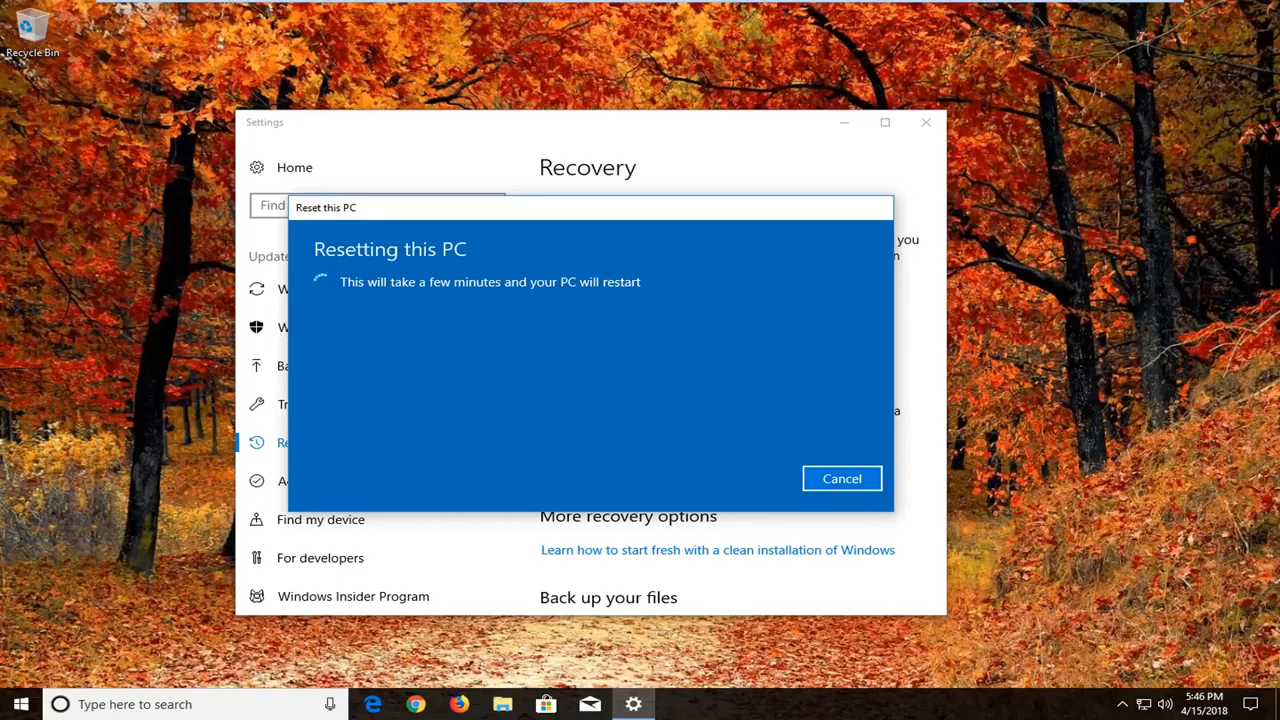 Recycle Bin
Settings
Home
Recovery
Find
Reset this PC
Resetting this PC
This will take a few minutes and your PC will restart
Cancel
you
Update
W
W
Ba
Tr
a
Re
A
Find my device
More recovery options
Learn how to start fresh with a clean installation of Windows
For developers
Windows Insider Program
Back up your files
Type here to search
5:46 PM
4/15/2018